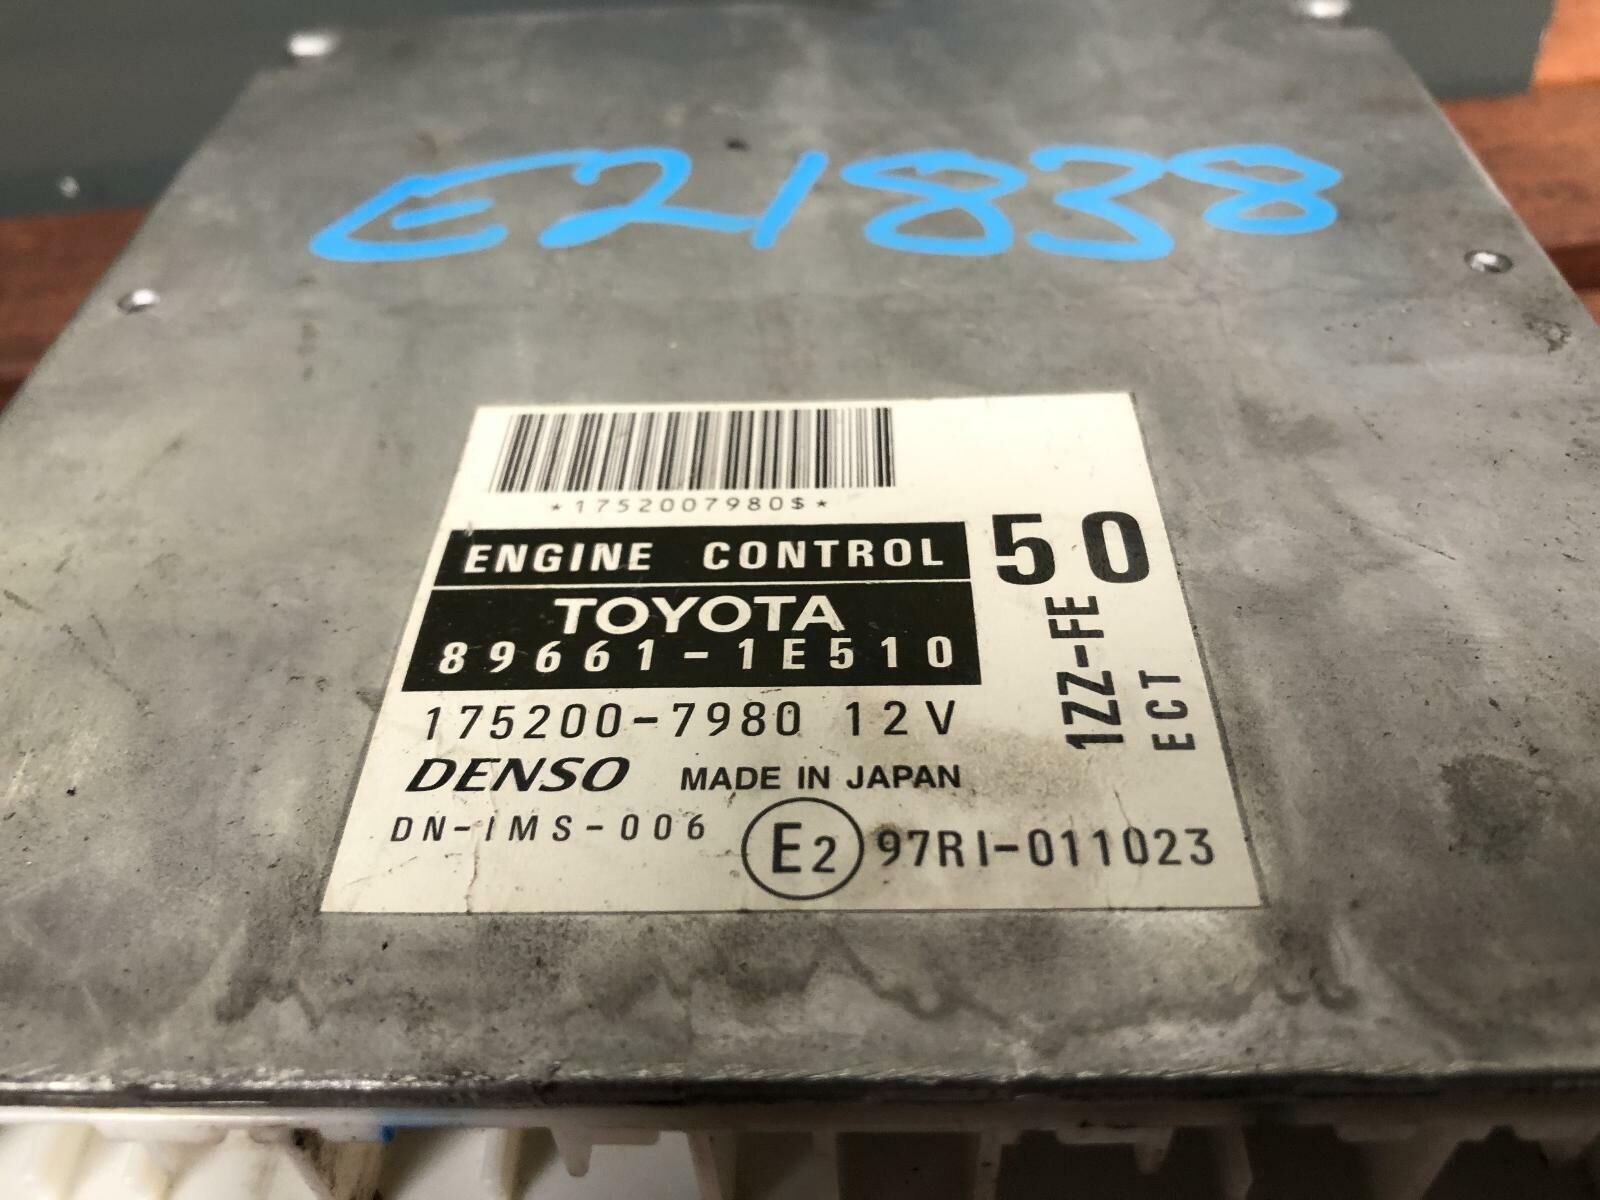 E21838
*1752007980$*
ENGINE CONTROL
50
TOYOTA
89661-1E510
1ZZ-FE
ECT
175200-7980 12V
DENSO MADE IN JAPAN
DN-IMS-006
E2 97RI-011023